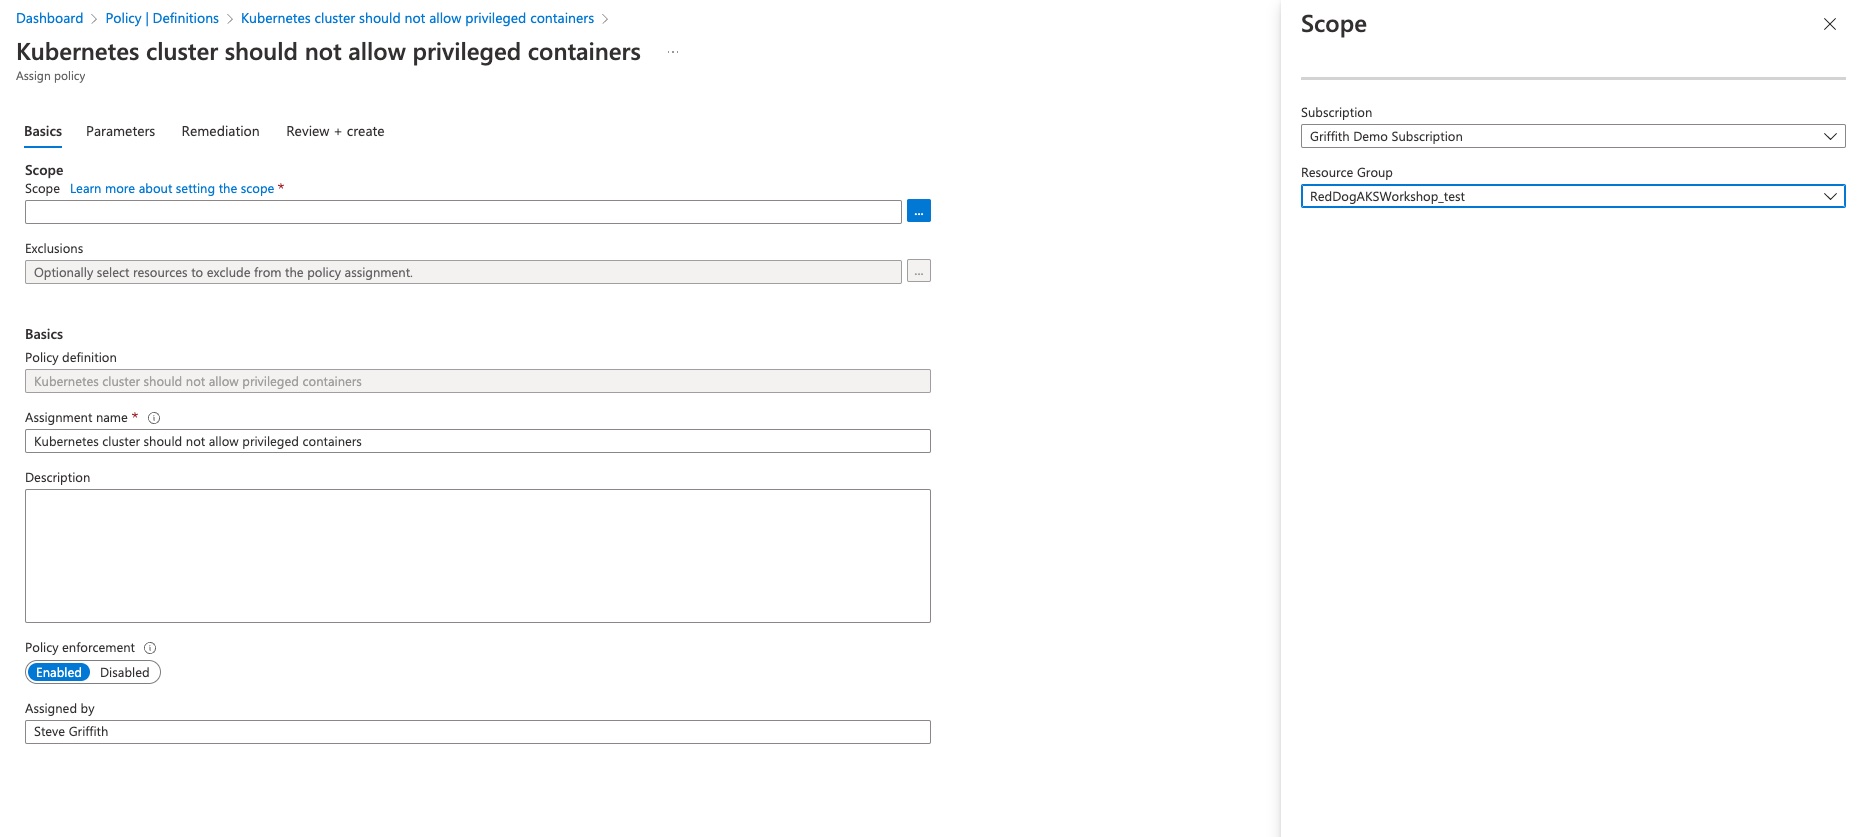 Dashboard > Policy | Definitions > Kubernetes cluster should not allow privileged containers >
Kubernetes cluster should not allow privileged containers ...
Assign policy
Basics Parameters Remediation Review + create
Scope
Scope Learn more about setting the scope *
...
Exclusions
Optionally select resources to exclude from the policy assignment.
...
Basics
Policy definition
Kubernetes cluster should not allow privileged containers
Assignment name *
Kubernetes cluster should not allow privileged containers
Description
Policy enforcement
Enabled Disabled
Assigned by
Steve Griffith
Scope
Subscription
Griffith Demo Subscription
Resource Group
RedDogAKSWorkshop_test